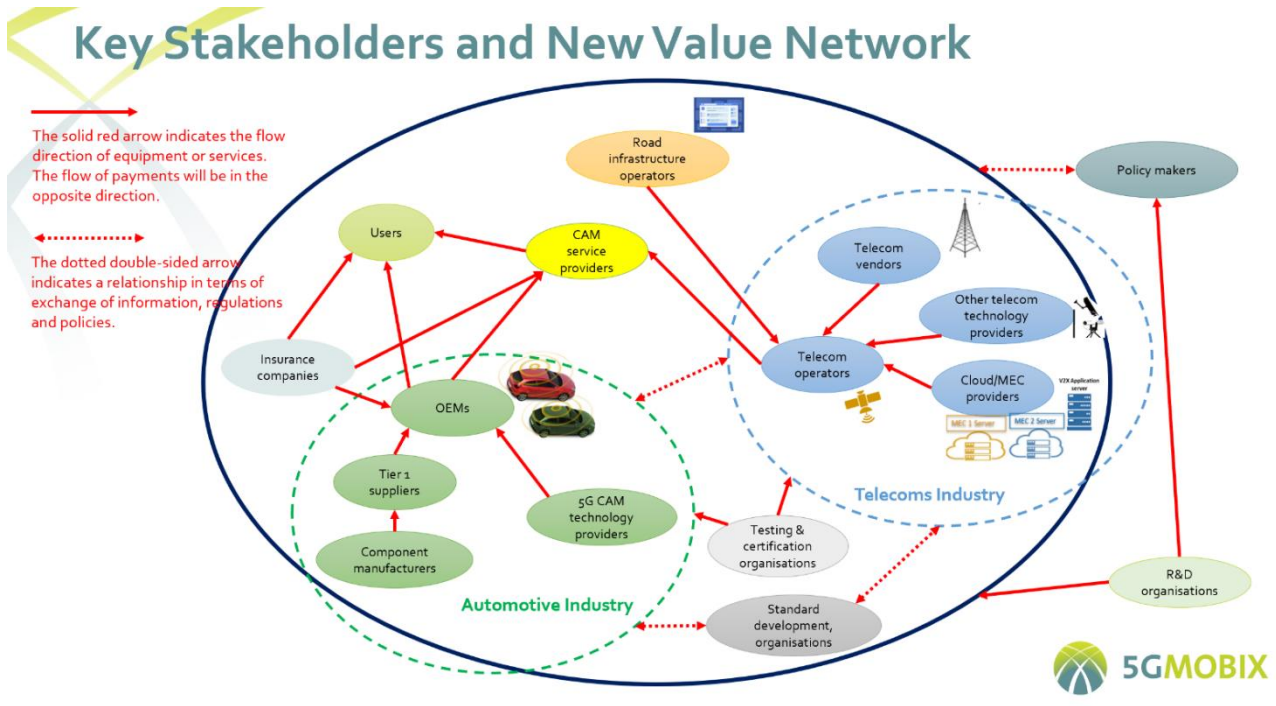 Key Stakeholders and New Value Network
The solid red arrow indicates the flow
direction of equipment or services.
The flow of payments will be in the
opposite direction.
The dotted double-sided arrow
indicates a relationship in terms of
exchange of information, regulations
and policies.
Road
infrastructure
operators
Policy makers
Users
CAM
service
providers
Telecom
vendors
Other telecom
technology
providers
Insurance
companies
Telecom
operators
Cloud/MEC
providers
V2X Application
server
MEC 1 Server
MEC 2 Server
OEMs
Tier 1
suppliers
Telecoms Industry
5G CAM
technology
providers
Testing &
certification
organisations
Component
manufacturers
R&D
organisations
Automotive Industry
Standard
development,
organisations
5GMOBIX